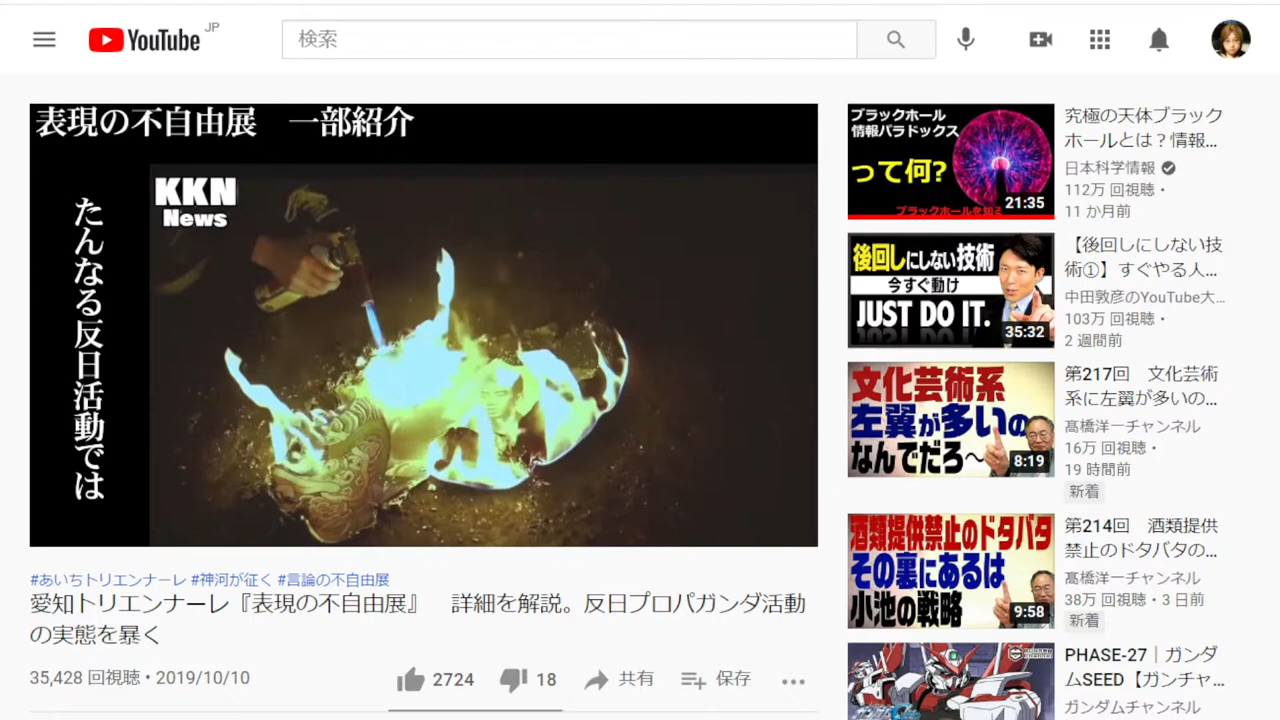 YouTube JP
検索
表現の不自由展　一部紹介
KKN
News
たんなる反日活動では
#あいちトリエンナーレ #神河が征く #言論の不自由展
愛知トリエンナーレ『表現の不自由展』　詳細を解説。反日プロパガンダ活動
の実態を暴く
35,428 回視聴・2019/10/10
2724
18
共有
保存
ブラックホール
情報パラドックス
って何?
ブラックホールを知る
21:35
究極の天体ブラック
ホールとは？情報...
日本科学情報
112万 回視聴・
11 か月前
後回しにしない技術
今すぐ動け
JUST DO IT.
35:32
【後回しにしない技
術①】すぐやる人...
中田敦彦のYouTube大...
103万 回視聴・
2 週間前
文化芸術系
左翼が多いの
なんでだろ～
8:19
第217回　文化芸術
系に左翼が多いの...
髙橋洋一チャンネル
16万 回視聴・
19 時間前
新着
酒類提供禁止のドタバタ
その裏にあるは
小池の戦略
9:58
第214回　酒類提供
禁止のドタバタの...
髙橋洋一チャンネル
38万 回視聴・3 日前
新着
PHASE-27｜ガンダ
ムSEED【ガンチャ...
ガンダムチャンネル